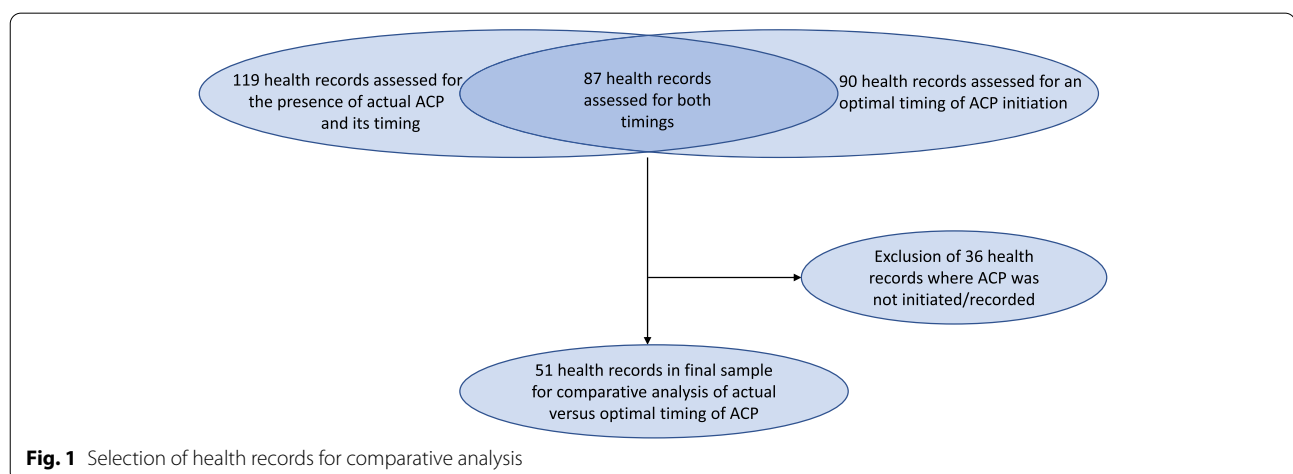 119 health records assessed for
the presence of actual ACP
and its timing
87 health records
assessed for both
timings
90 health records assessed for an
optimal timing of ACP initiation
Exclusion of 36 health
records where ACP was
not initiated/recorded
51 health records in final sample
for comparative analysis of actual
versus optimal timing of ACP
Fig. 1 Selection of health records for comparative analysis